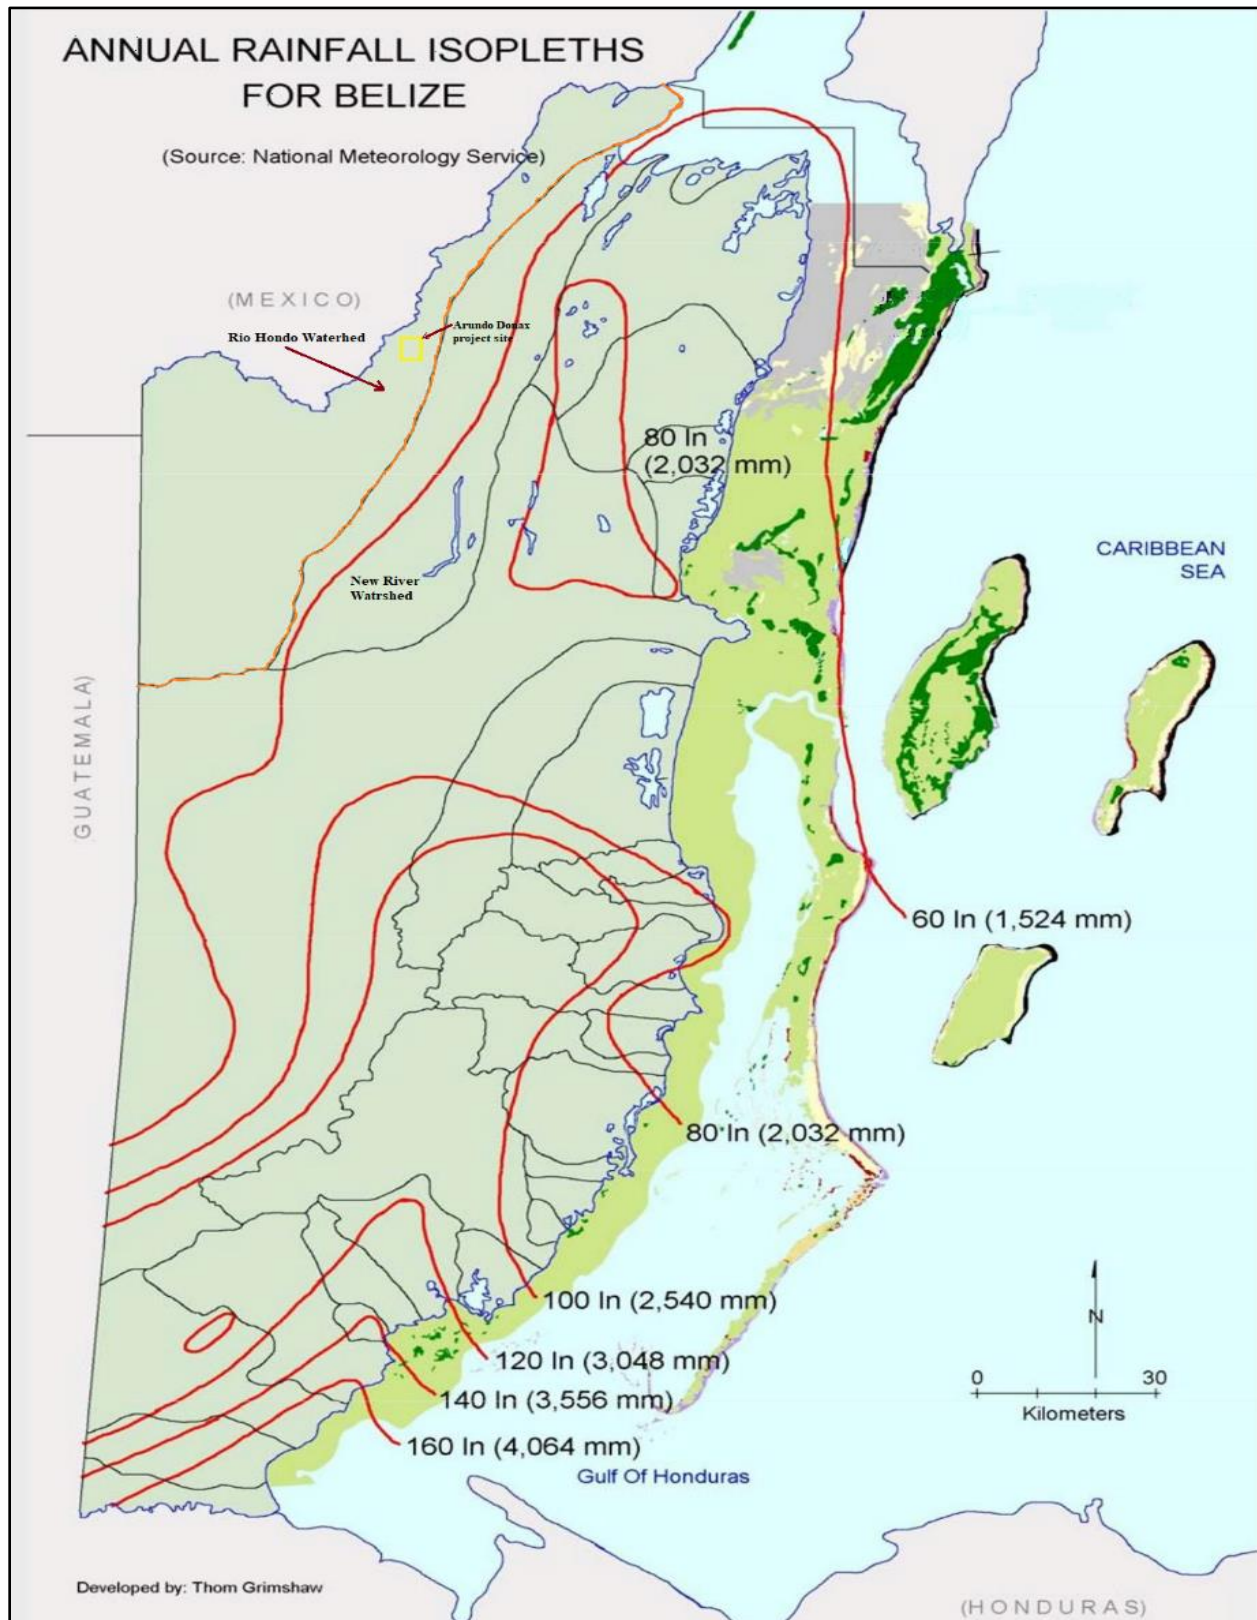 ANNUAL RAINFALL ISOPLETHS
FOR BELIZE
(Source: National Meteorology Service)
(MEXICO)
Rio Hondo Waterhed
Arundo Donax
project site
80 In
(2,032 mm)
CARIBBEAN
SEA
New River
Watrshed
GUATEMALA)
60 In (1,524 mm)
80 In (2,032 mm)
100 In (2,540 mm)
120 In (3,048 mm)
140 In (3,556 mm)
160 In (4,064 mm)
N
0 30
Kilometers
Gulf Of Honduras
Developed by: Thom Grimshaw
(HONDURAS)